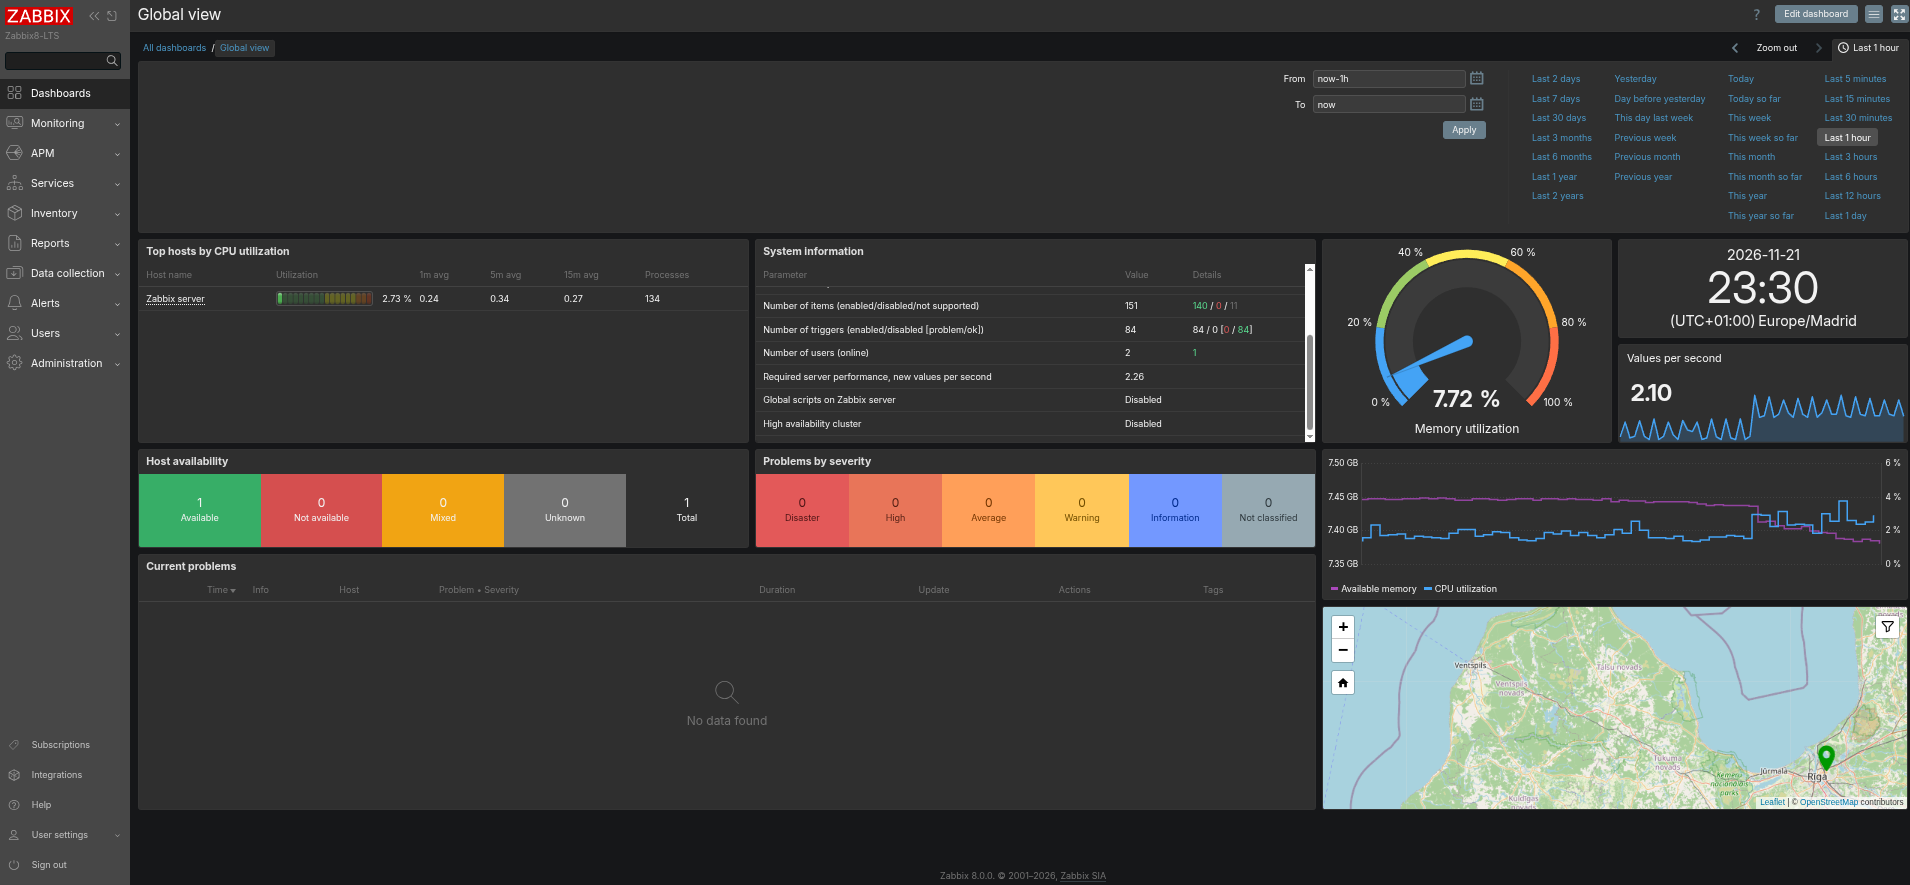 ZABBIX
Zabbix8-LTS
Dashboards
Monitoring
APM
Services
Inventory
Reports
Data collection
Alerts
Users
Administration
Subscriptions
Integrations
Help
User settings
Sign out
Global view
? Edit dashboard
All dashboards / Global view
Zoom out
Last 1 hour
From now-1h
To now
Apply
Last 2 days Yesterday Today Last 5 minutes
Last 7 days Day before yesterday Today so far Last 15 minutes
Last 30 days This day last week This week Last 30 minutes
Last 3 months Previous week This week so far Last 1 hour
Last 6 months Previous month This month Last 3 hours
Last 1 year Previous year This month so far Last 6 hours
Last 2 years This year Last 12 hours
This year so far Last 1 day
Top hosts by CPU utilization
Host name Utilization 1m avg 5m avg 15m avg Processes
Zabbix server 2.73 % 0.24 0.34 0.27 134
System information
Parameter Value Details
Number of items (enabled/disabled/not supported) 151 140 / 0 / 11
Number of triggers (enabled/disabled [problem/ok]) 84 84 / 0 [0 / 84]
Number of users (online) 2 1
Required server performance, new values per second 2.26
Global scripts on Zabbix server Disabled
High availability cluster Disabled
40 % 60 %
20 % 80 %
0 % 100 %
7.72 %
Memory utilization
2026-11-21
23:30
(UTC+01:00) Europe/Madrid
Values per second
2.10
Host availability
1 Available
0 Not available
0 Mixed
0 Unknown
1 Total
Problems by severity
0 Disaster
0 High
0 Average
0 Warning
0 Information
0 Not classified
7.50 GB 6 %
7.45 GB 4 %
7.40 GB 2 %
7.35 GB 0 %
Available memory CPU utilization
Current problems
Time Info Host Problem • Severity Duration Update Actions Tags
No data found
+
−
Ventspils
Talsu novads
Ventspils novads
Tukuma novads
Jūrmala
Rīga
Ķemeru nacionālais parks
Kuldīgas novads
Leaflet | © OpenStreetMap contributors
Zabbix 8.0.0. © 2001–2026, Zabbix SIA